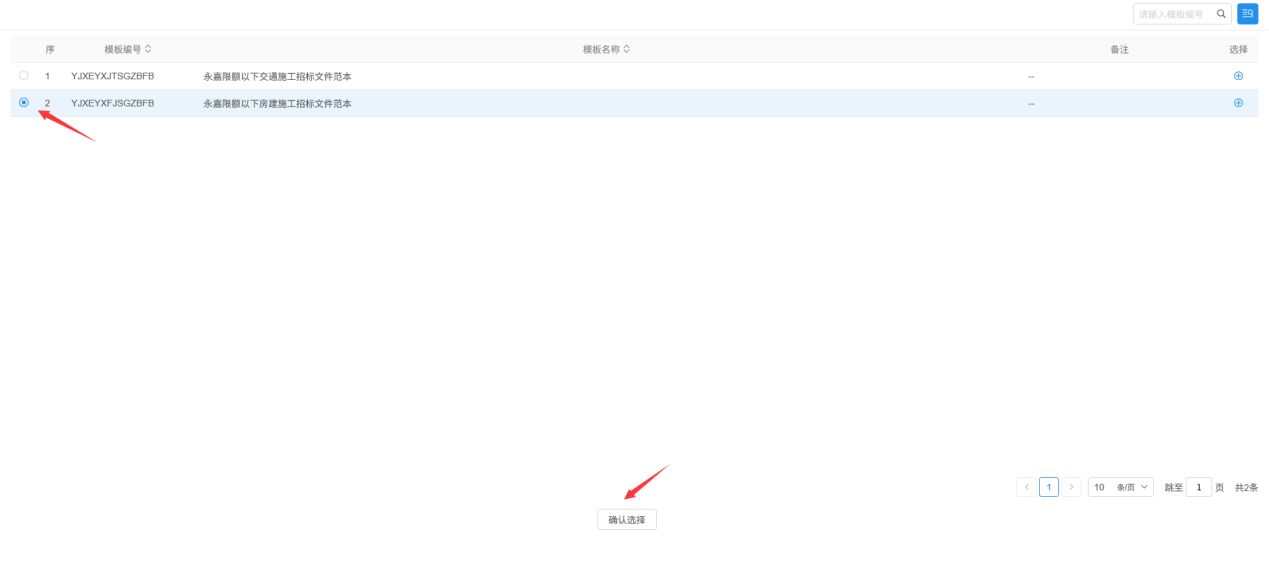 请输入模板编号
序 模板编号 模板名称 备注 选择
1 YJXEYXJTSGZBFB 永嘉限额以下交通施工招标文件范本 --
2 YJXEYXFJSGZBFB 永嘉限额以下房建施工招标文件范本 --
1 10 条/页 跳至 1 页 共2条
确认选择